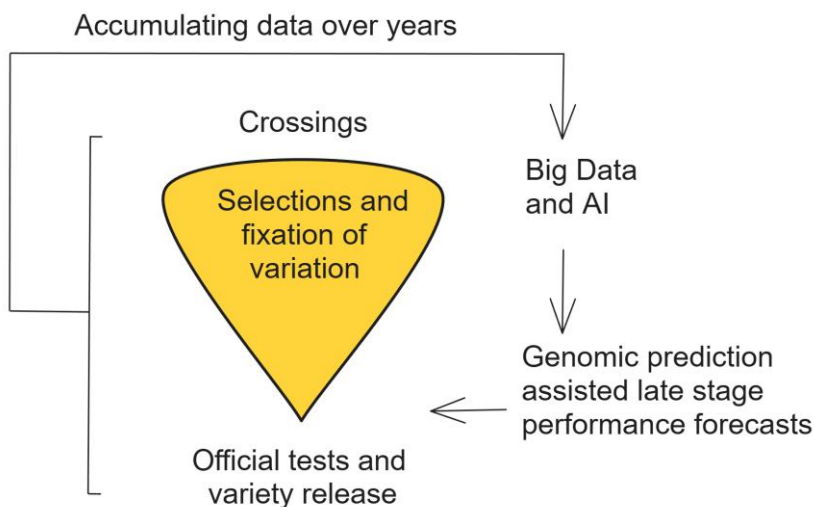 Accumulating data over years
Crossings
Selections and
fixation of
variation
Official tests and
variety release
Big Data
and AI
Genomic prediction
assisted late stage
performance forecasts